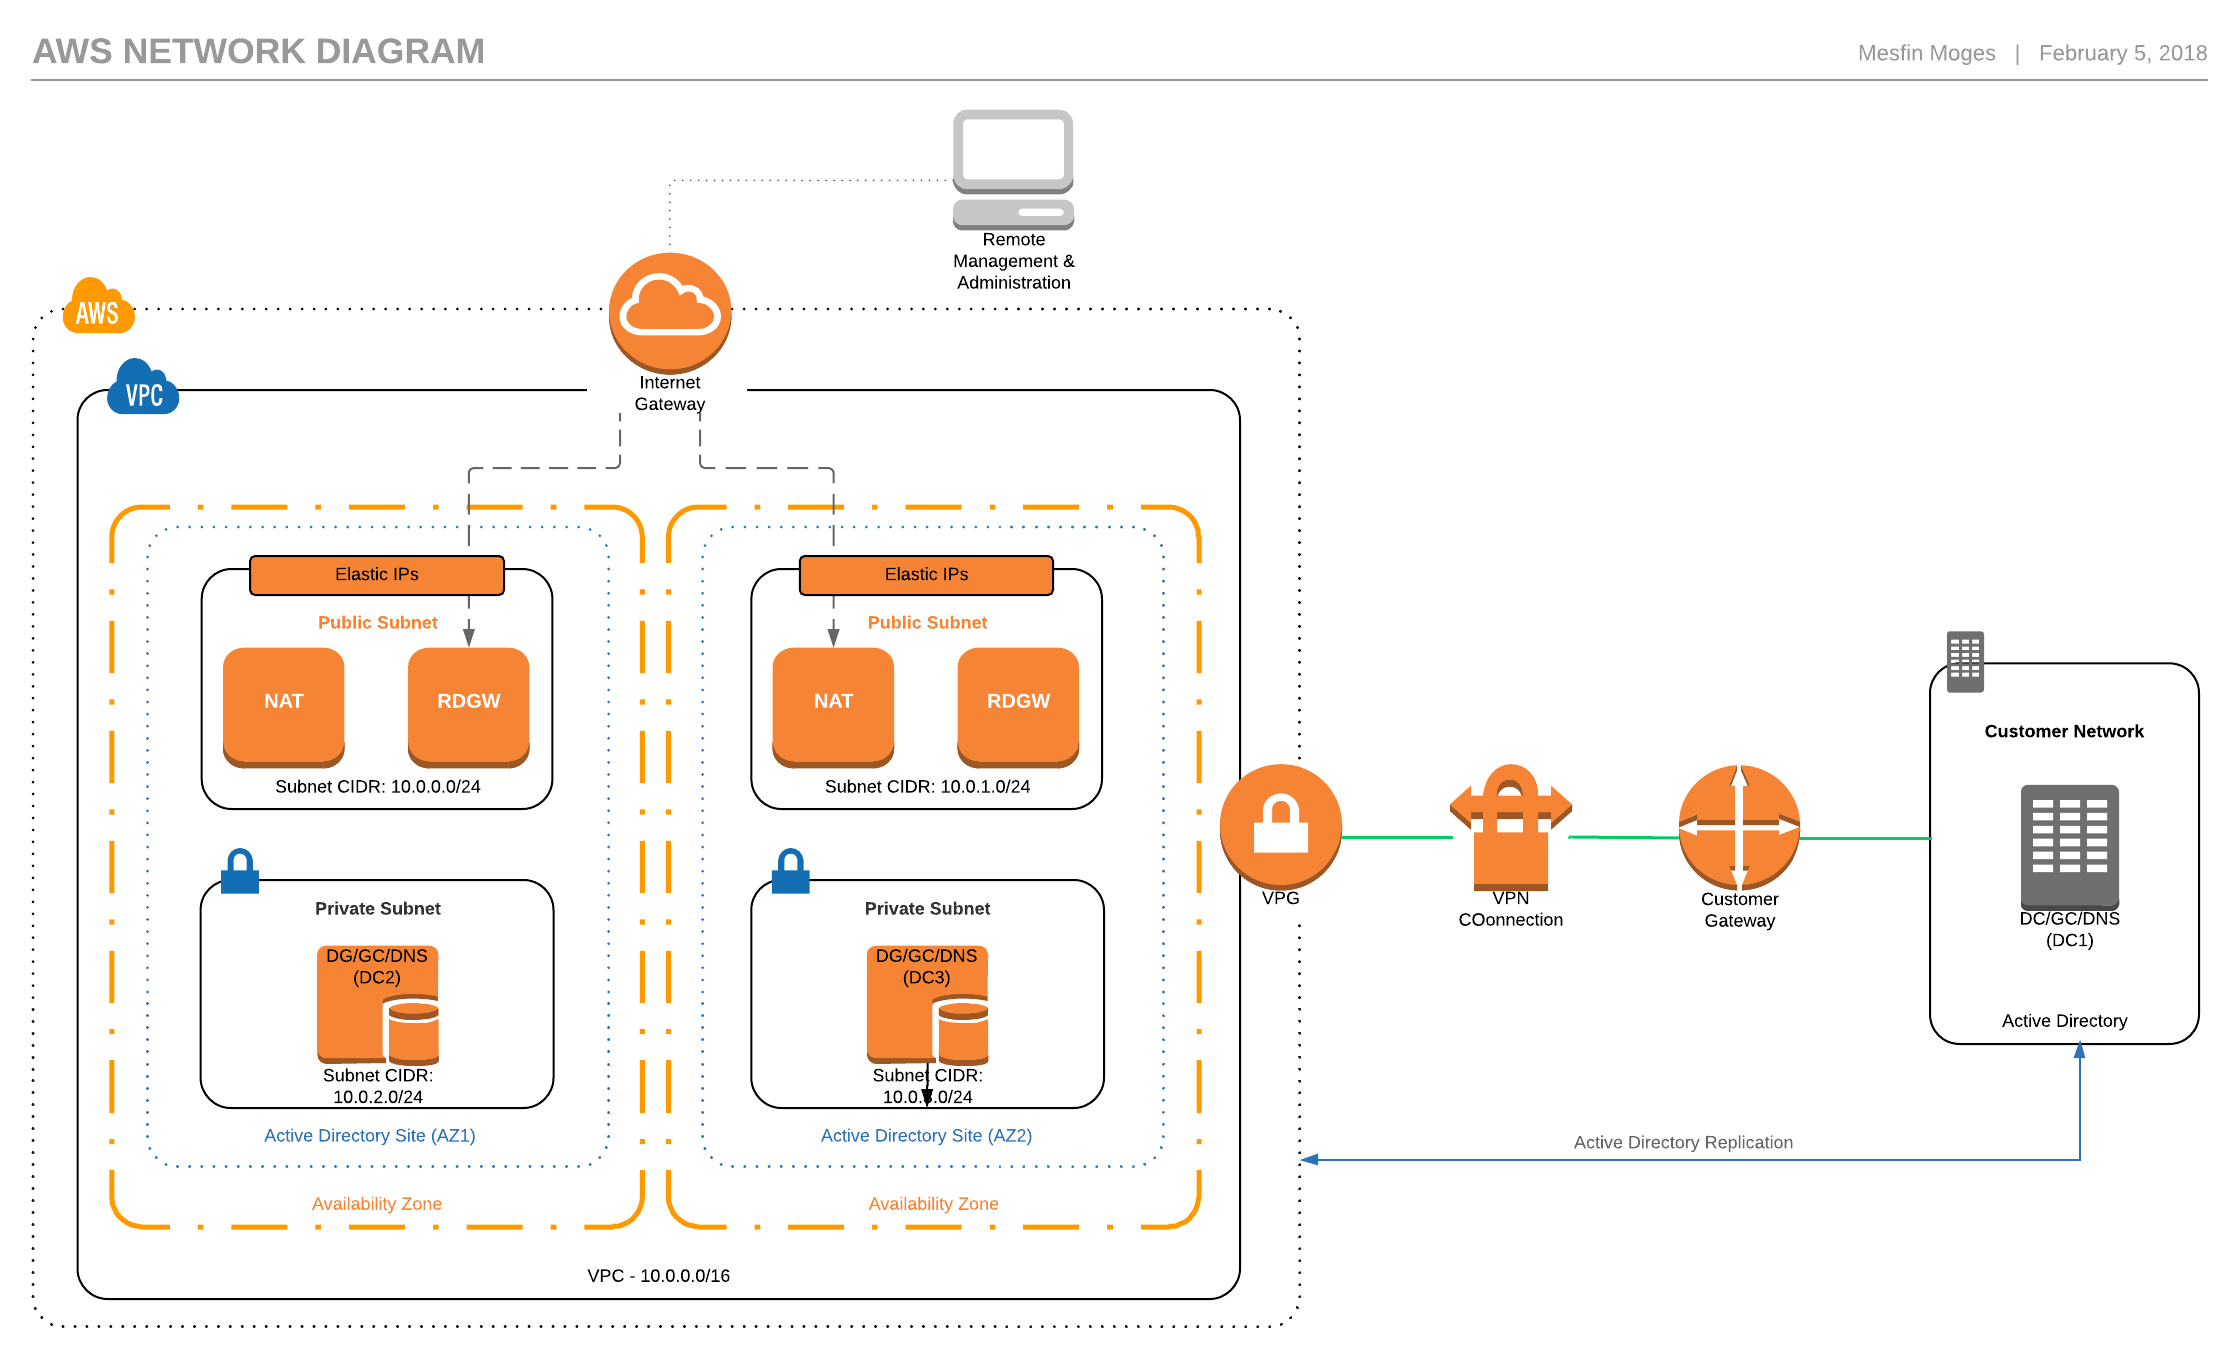 AWS NETWORK DIAGRAM
Mesfin Moges | February 5, 2018
Remote
Management &
Administration
AWS
VPC
Internet
Gateway
Elastic IPs
Public Subnet
NAT
RDGW
Subnet CIDR: 10.0.0.0/24
Elastic IPs
Public Subnet
NAT
RDGW
Subnet CIDR: 10.0.1.0/24
Private Subnet
DG/GC/DNS
(DC2)
Subnet CIDR:
10.0.2.0/24
Active Directory Site (AZ1)
Availability Zone
Private Subnet
DG/GC/DNS
(DC3)
Subnet CIDR:
Active Directory Site (AZ2)
Availability Zone
VPC - 10.0.0.0/16
VPG
VPN
COonnection
Customer
Gateway
Customer Network
DC/GC/DNS
(DC1)
Active Directory
Active Directory Replication